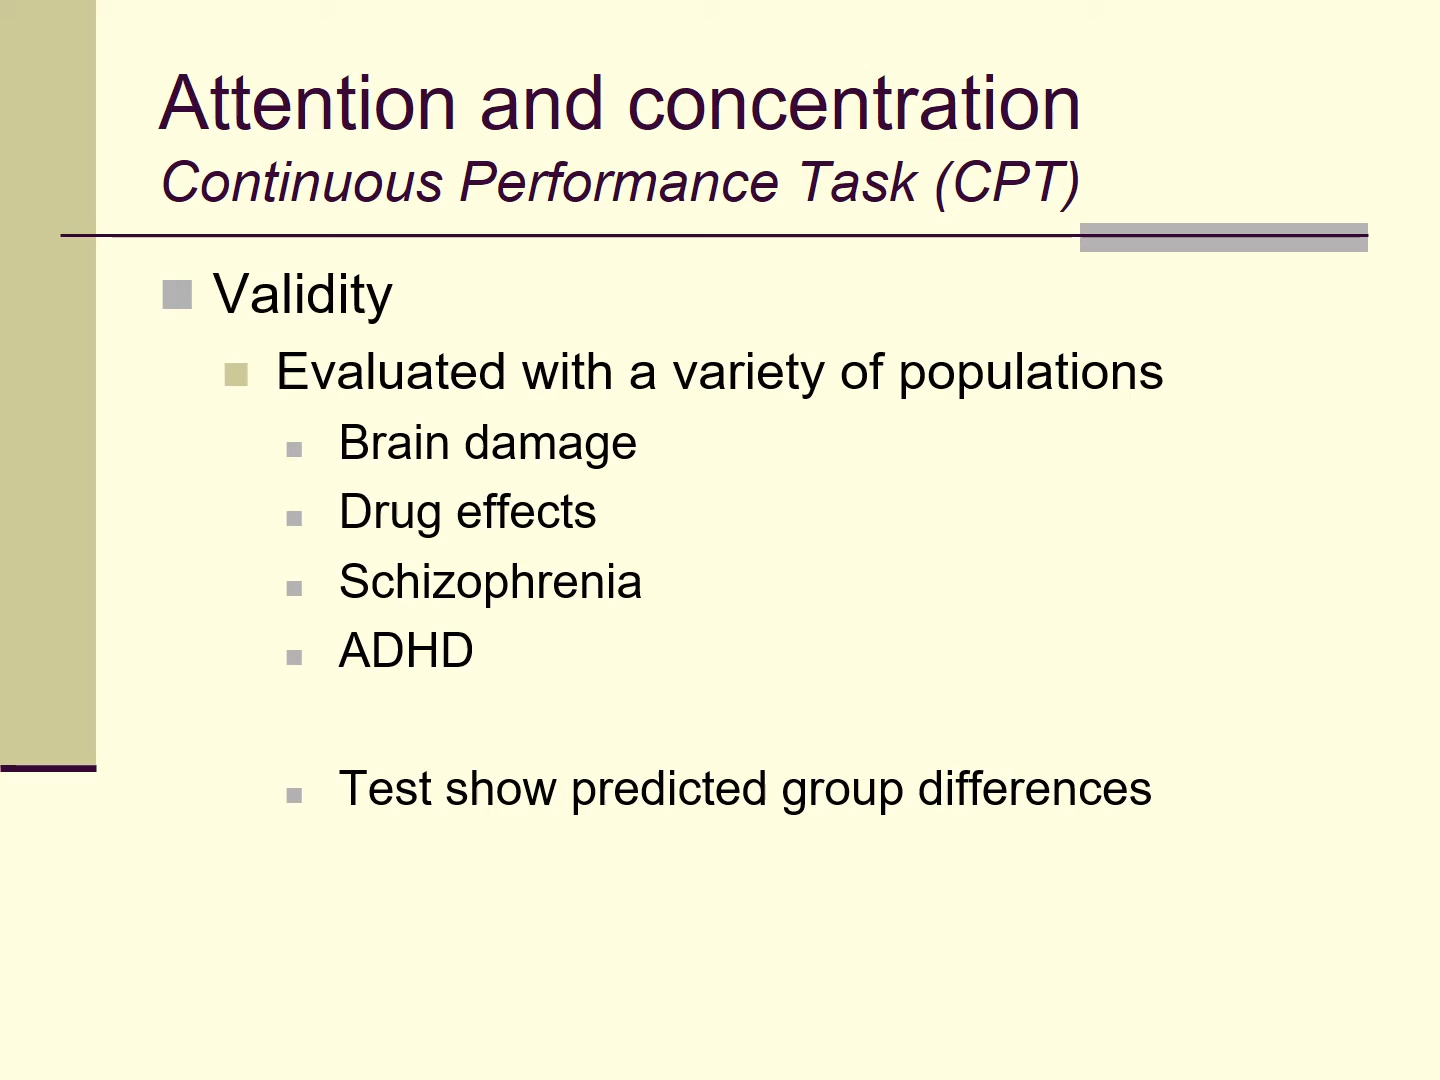 Attention and concentration
Continuous Performance Task (CPT)
Validity
Evaluated with a variety of populations
Brain damage
Drug effects
Schizophrenia
ADHD
Test show predicted group differences